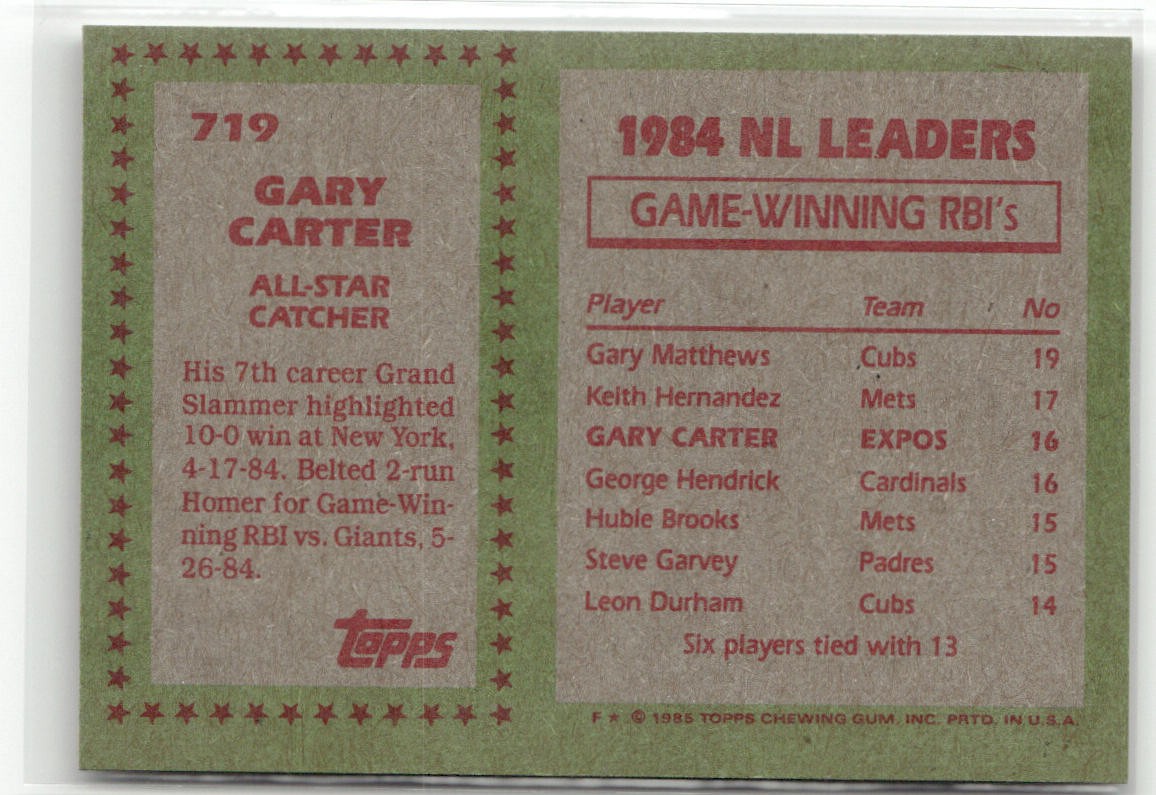 719
GARY
CARTER
ALL-STAR
CATCHER
His 7th career Grand
Slammer highlighted
10-0 win at New York,
4-17-84. Belted 2-run
Homer for Game-Win-
ning RBI vs. Giants, 5-
26-84.
topps
1984 NL LEADERS
GAME-WINNING RBI's
Player Team No
Gary Matthews Cubs 19
Keith Hernandez Mets 17
GARY CARTER EXPOS 16
George Hendrick Cardinals 16
Hubie Brooks Mets 15
Steve Garvey Padres 15
Leon Durham Cubs 14
Six players tied with 13
F ★ © 1985 TOPPS CHEWING GUM, INC. PRTD. IN U.S.A.